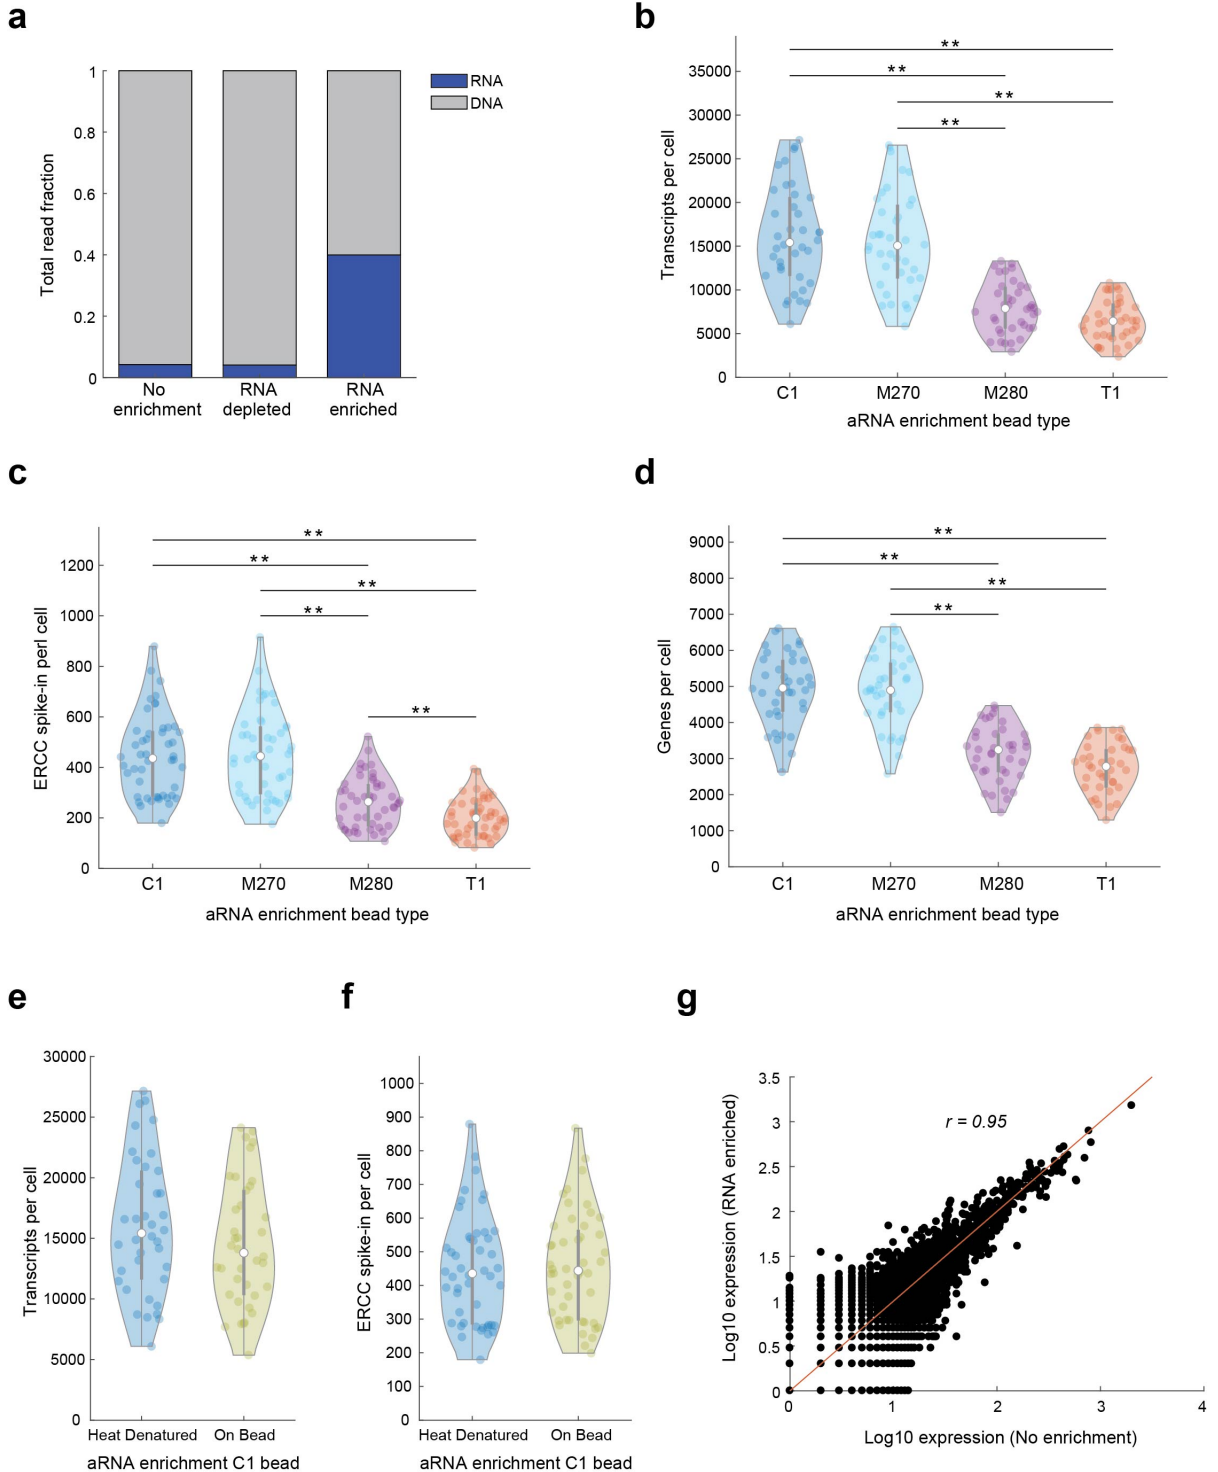 a
1
0.8
0.6
0.4
0.2
0
Total read fraction
No
enrichment
RNA
depleted
RNA
enriched
RNA
DNA
b
35000
30000
25000
20000
15000
10000
5000
0
Transcripts per cell
**
**
**
**
C1 M270 M280 T1
aRNA enrichment bead type
c
1200
1000
800
600
400
200
0
ERCC spike-in perl cell
**
**
**
**
**
C1 M270 M280 T1
aRNA enrichment bead type
d
9000
8000
7000
6000
5000
4000
3000
2000
1000
0
Genes per cell
**
**
**
**
C1 M270 M280 T1
aRNA enrichment bead type
e
30000
25000
20000
15000
10000
5000
0
Transcripts per cell
Heat Denatured On Bead
aRNA enrichment C1 bead
f
1000
900
800
700
600
500
400
300
200
100
0
ERCC spike-in per cell
Heat Denatured On Bead
aRNA enrichment C1 bead
g
3.5
3
2.5
2
1.5
1
0.5
0
Log10 expression (RNA enriched)
r = 0.95
0 1 2 3 4
Log10 expression (No enrichment)